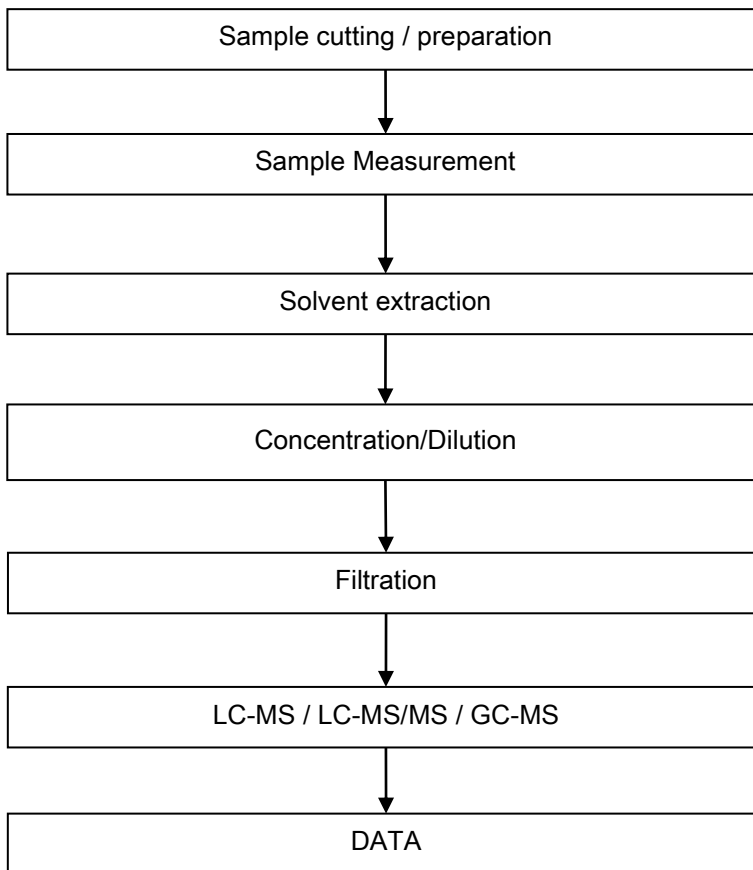 Sample cutting / preparation
Sample Measurement
Solvent extraction
Concentration/Dilution
Filtration
LC-MS / LC-MS/MS / GC-MS
DATA